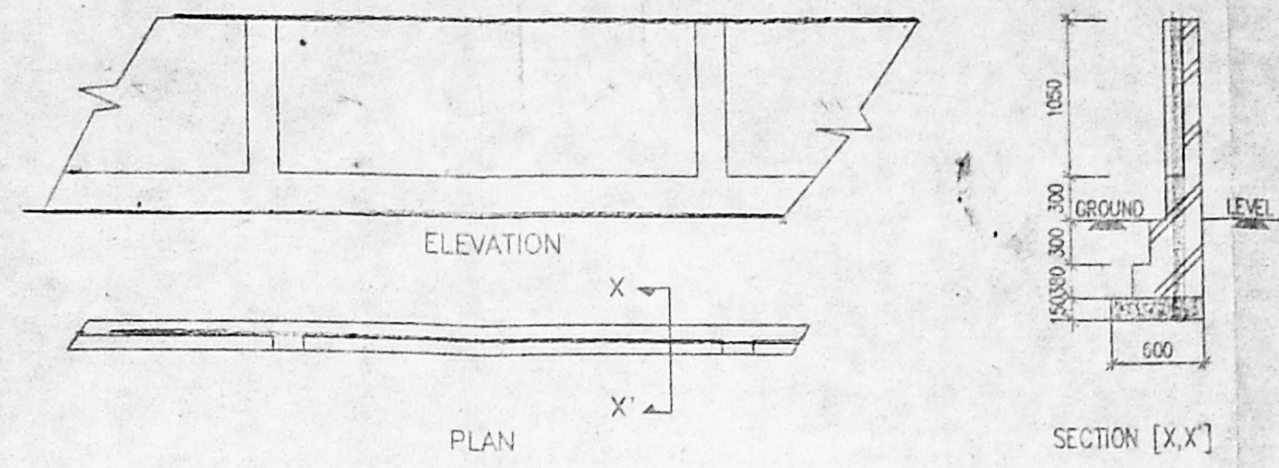 ELEVATION
X
X'
PLAN
1050
300
GROUND
LEVEL
300
300
150
600
SECTION [X,X']